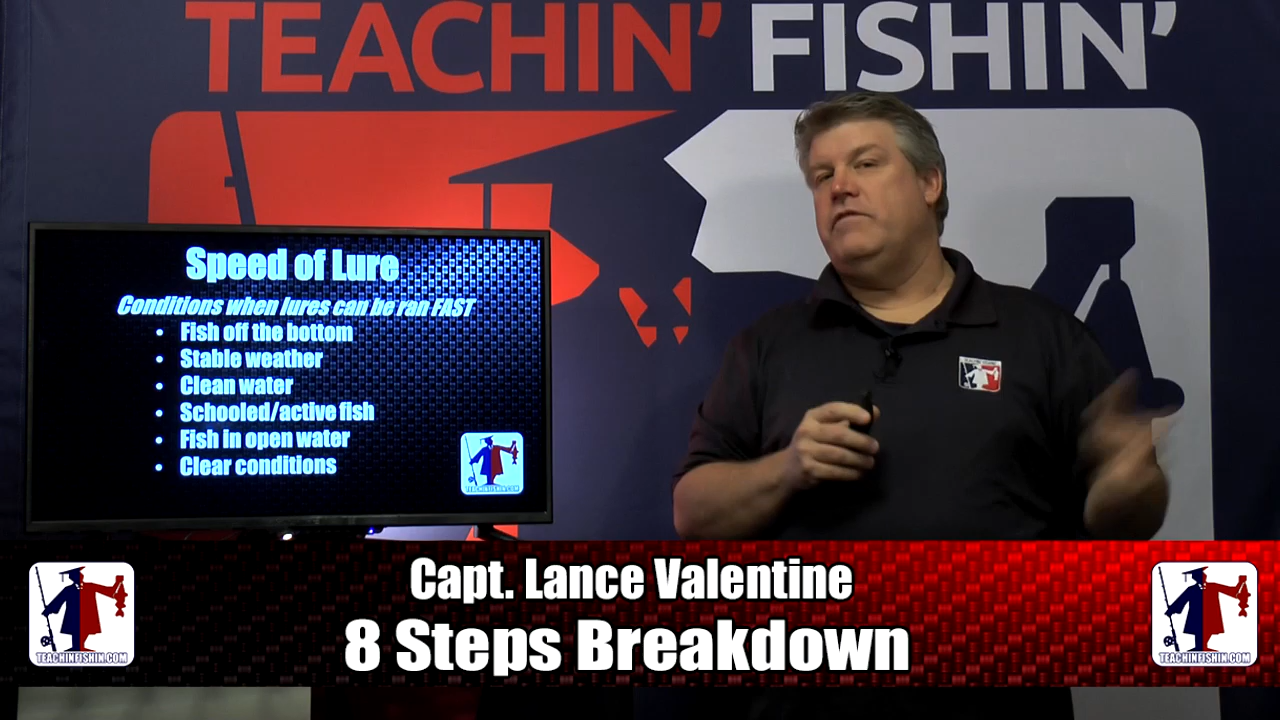 TEACHIN' FISHIN'
Speed of Lure
Conditions when lures can be ran FAST
• Fish off the bottom
• Stable weather
• Clean water
• Schooled/active fish
• Fish in open water
• Clear conditions
TEACHINFISHIN.COM
Capt. Lance Valentine
8 Steps Breakdown
TEACHINFISHIN.COM
TEACHINFISHIN.COM